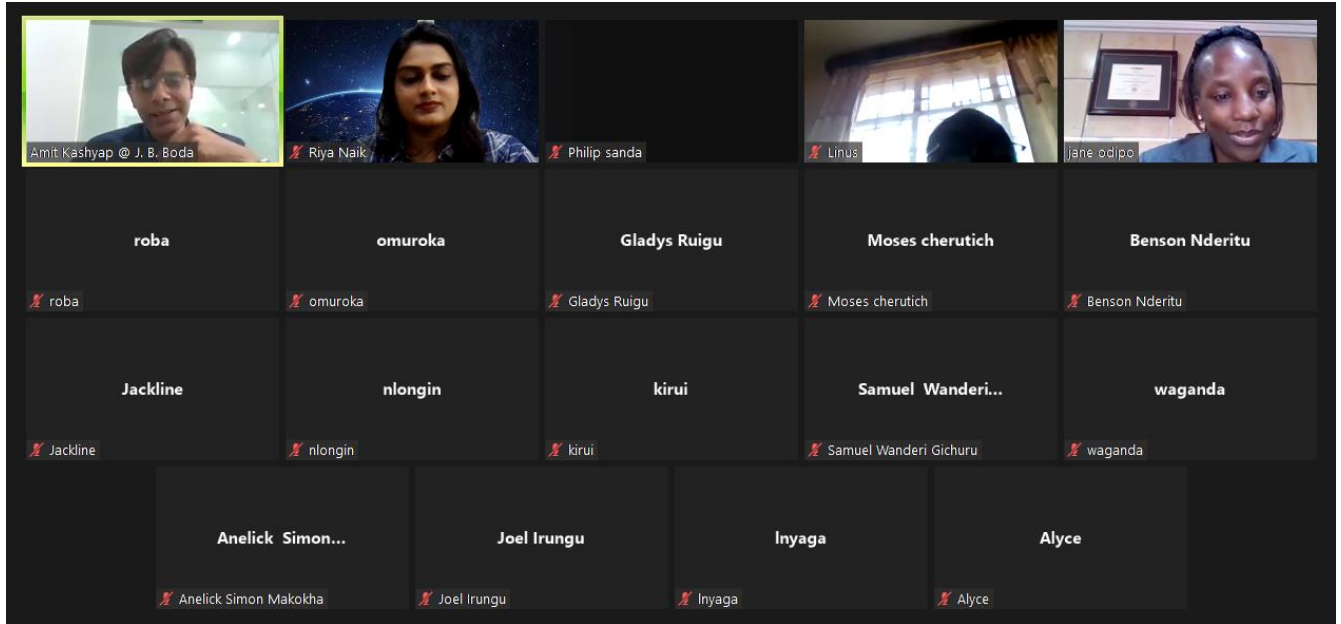 Amit Kashyap @ J. B. Boda
Riya Naik
Philip sanda
Linus
jane odipo
roba
omuroka
Gladys Ruigu
Moses cherutich
Benson Nderitu
roba
omuroka
Gladys Ruigu
Moses cherutich
Benson Nderitu
Jackline
nlongin
kirui
Samuel Wanderi...
waganda
Jackline
nlongin
kirui
Samuel Wanderi Gichuru
waganda
Anelick Simon...
Joel Irungu
lnyaga
Alyce
Anelick Simon Makokha
Joel Irungu
lnyaga
Alyce